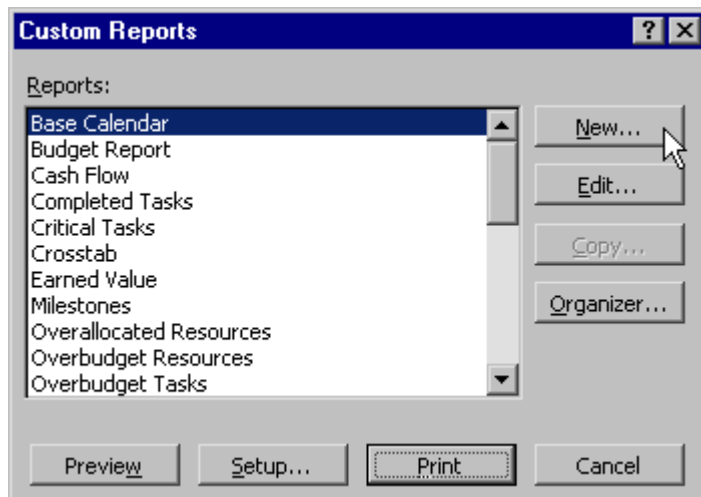 Custom Reports
Reports:
Base Calendar
Budget Report
Cash Flow
Completed Tasks
Critical Tasks
Crosstab
Earned Value
Milestones
Overallocated Resources
Overbudget Resources
Overbudget Tasks
New...
Edit...
Copy...
Organizer...
Preview
Setup...
Print
Cancel